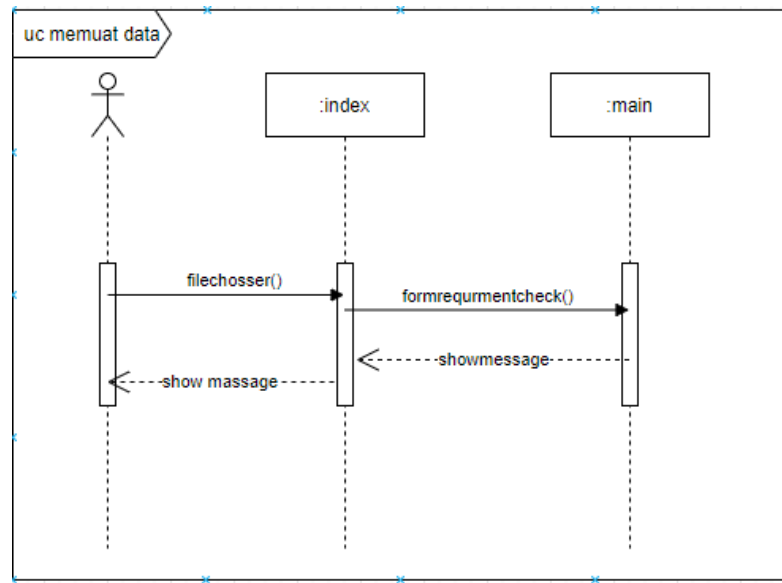 uc memuat data
:index
:main
filechosser()
formrequrmentcheck()
showmessage
show massage